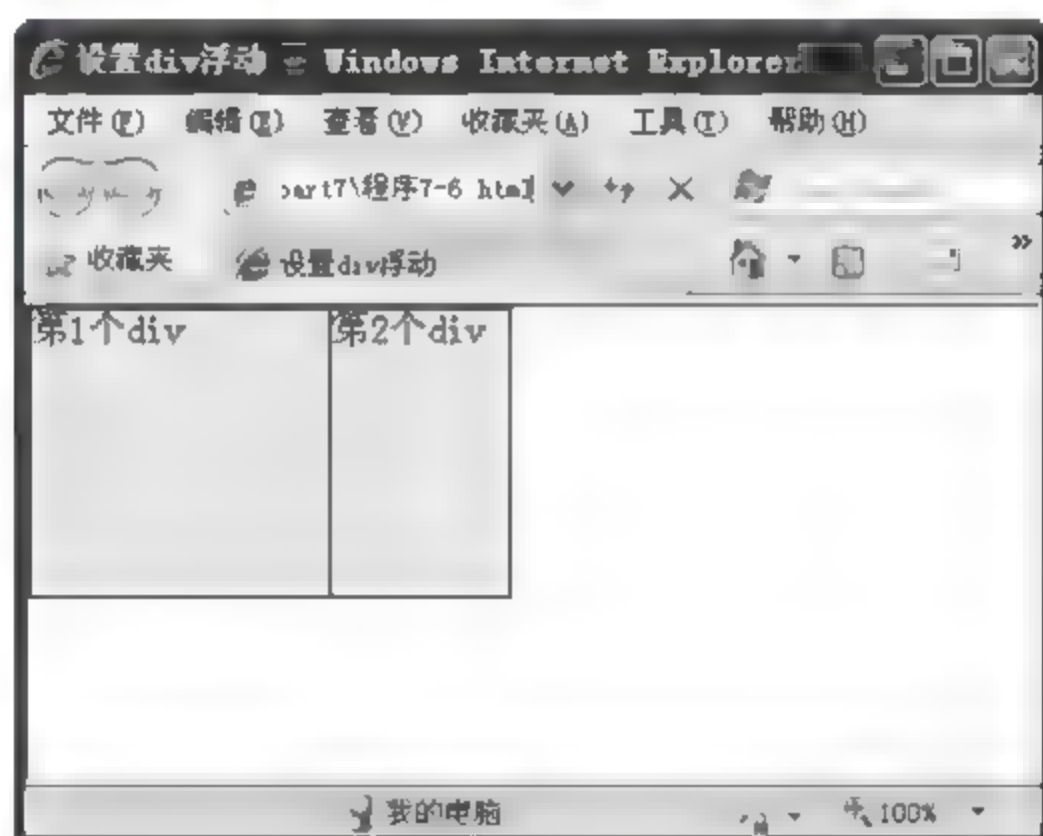 设置div浮动 - Windows Internet Explorer
文件(F) 编辑(E) 查看(V) 收藏夹(A) 工具(T) 帮助(H)
part7\程序7-6 html
收藏夹 设置div浮动 »
第1个div 第2个div
我的电脑 100%